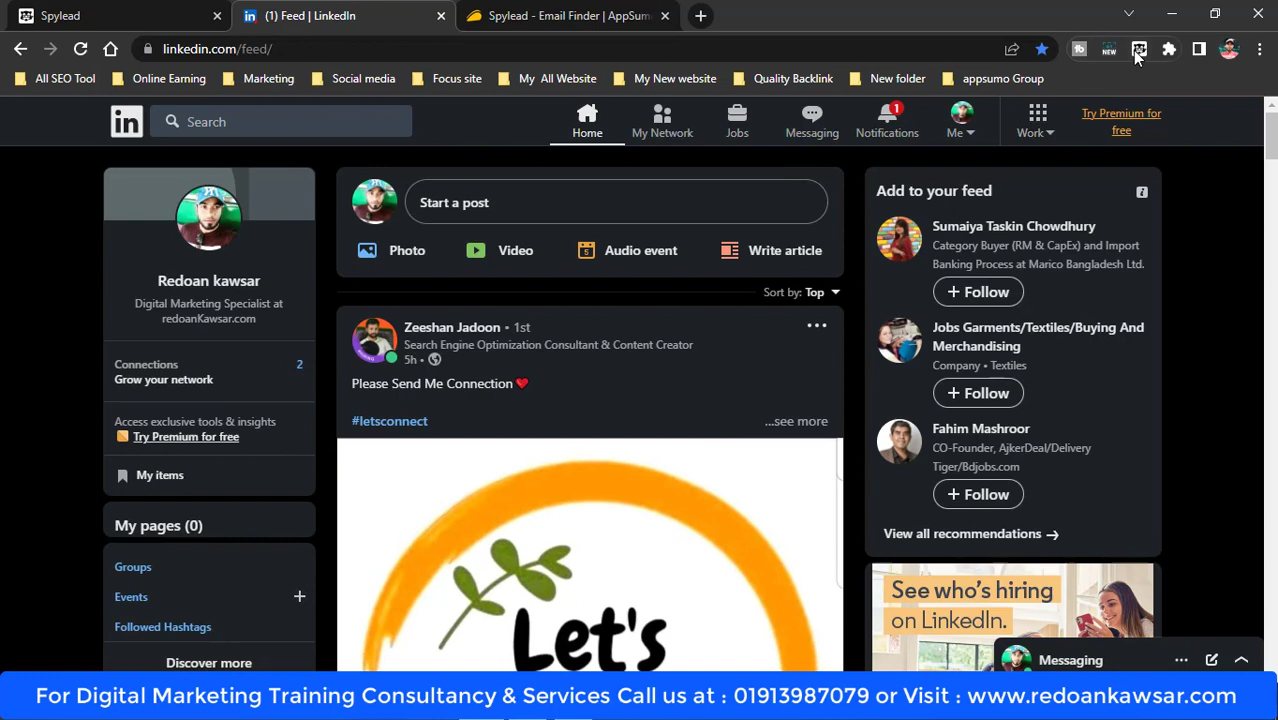 Spylead
(1) Feed | LinkedIn
Spylead - Email Finder | AppSum
linkedin.com/feed/
NEW
All SEO Tool
Online Earning
Marketing
Social media
Focus site
My All Website
My New website
Quality Backlink
New folder
appsumo Group
in
Search
Home
My Network
Jobs
Messaging
1
Notifications
Me
Work
Try Premium for
free
Redoan kawsar
Digital Marketing Specialist at
redoanKawsar.com
Connections 2
Grow your network
Access exclusive tools & insights
Try Premium for free
My items
My pages (0)
Groups
Events
Followed Hashtags
Discover more
Start a post
Photo
Video
Audio event
Write article
Sort by: Top
Zeeshan Jadoon • 1st
Search Engine Optimization Consultant & Content Creator
5h •
Please Send Me Connection ❤
#letsconnect
...see more
Let's
Add to your feed
Sumaiya Taskin Chowdhury
Category Buyer (RM & CapEx) and Import
Banking Process at Marico Bangladesh Ltd.
+ Follow
Jobs Garments/Textiles/Buying And
Merchandising
Company • Textiles
+ Follow
Fahim Mashroor
CO-Founder, AjkerDeal/Delivery
Tiger/Bdjobs.com
+ Follow
View all recommendations →
See who's hiring
on LinkedIn.
Messaging
For Digital Marketing Training Consultancy & Services Call us at : 01913987079 or Visit : www.redoankawsar.com